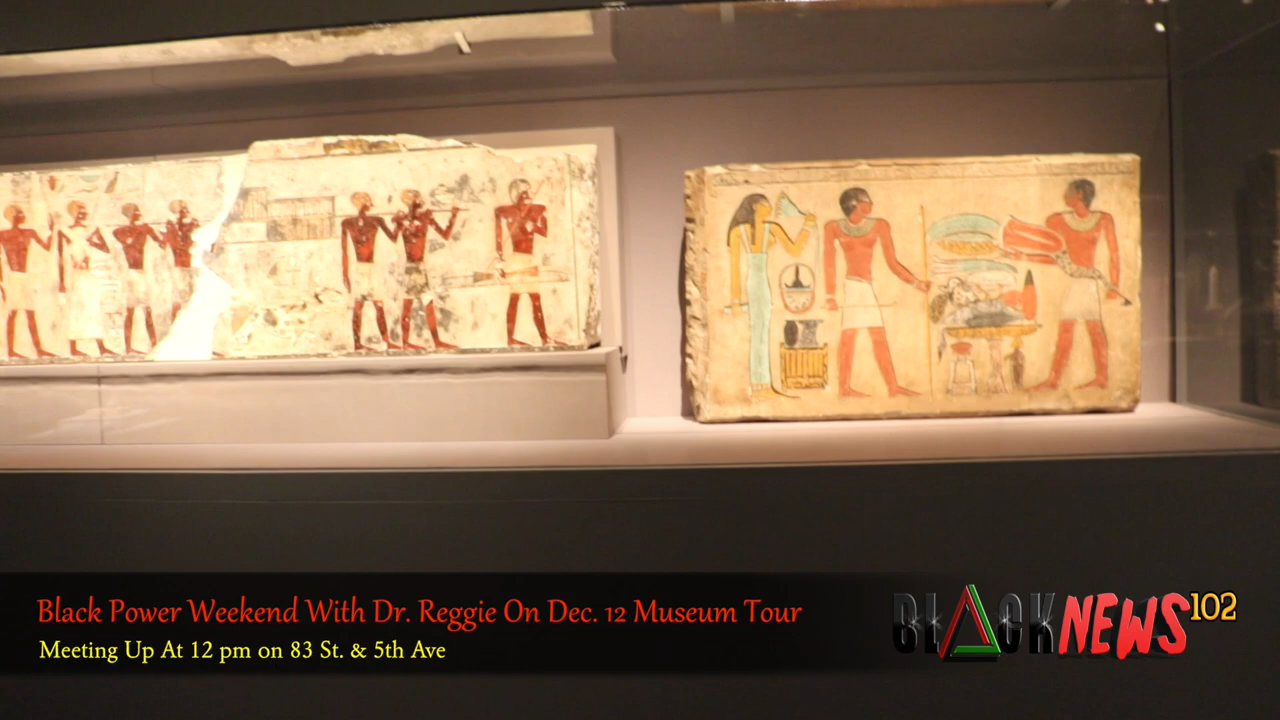 Black Power Weekend With Dr. Reggie On Dec. 12 Museum Tour
Meeting Up At 12 pm on 83 St. & 5th Ave
BLACK NEWS 102